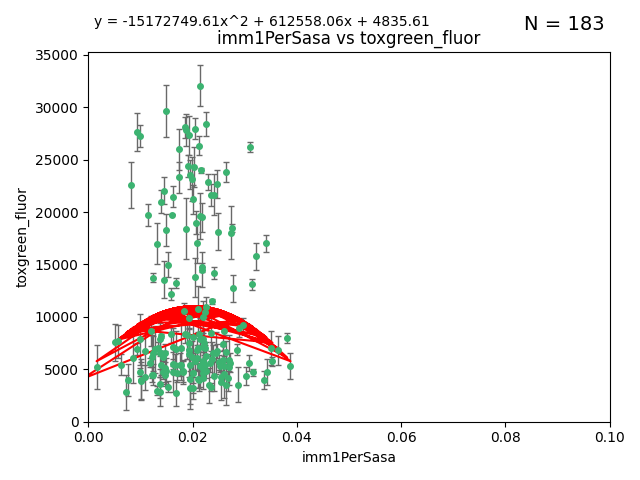 y = -15172749.61x^2 + 612558.06x + 4835.61
N = 183
imm1PerSasa vs toxgreen_fluor
35000
30000
25000
20000
15000
10000
5000
0
toxgreen_fluor
0.00 0.02 0.04 0.06 0.08 0.10
imm1PerSasa